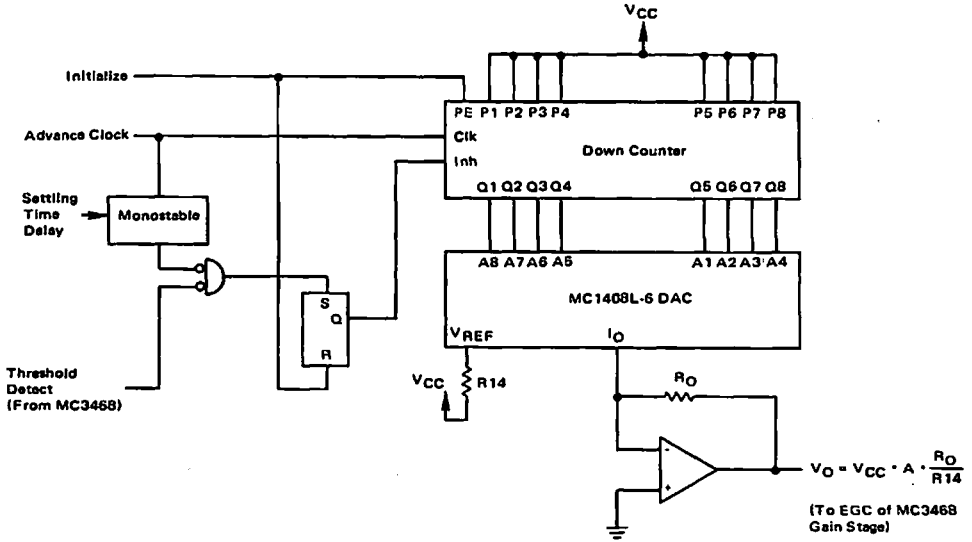 VCC
Initialize
PE P1 P2 P3 P4 P5 P6 P7 P8
Advance Clock
Clk
Down Counter
Inh
Q1 Q2 Q3 Q4 Q5 Q6 Q7 Q8
Settling
Time
Delay
Monostable
A8 A7 A6 A5 A1 A2 A3 A4
MC1408L-6 DAC
S
Q
R
VREF
IO
Threshold
Detect
(From MC3468)
VCC
R14
RO
-
+
VO = VCC • A • RO/R14
(To EGC of MC3468
Gain Stage)